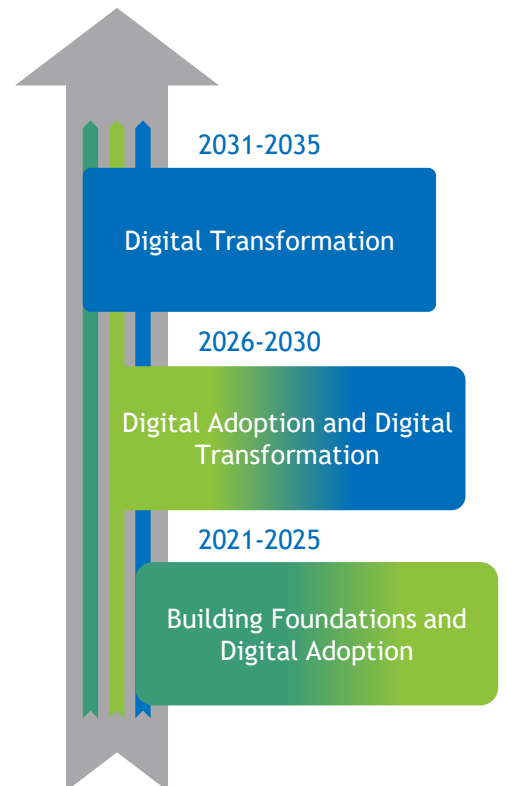 2031-2035
Digital Transformation
2026-2030
Digital Adoption and Digital
Transformation
2021-2025
Building Foundations and
Digital Adoption